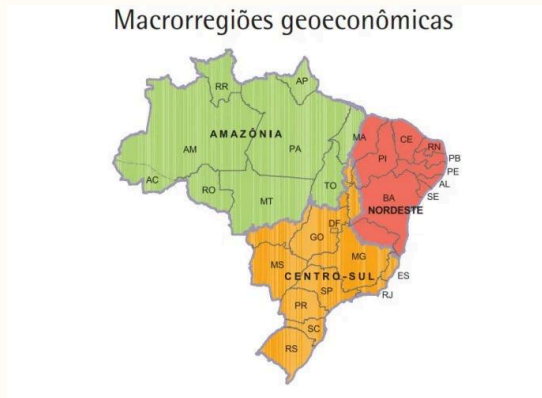 Macrorregiões geoeconômicas
RR
AP
AMAZÔNIA
AM
PA
MA
CE
RN
PB
PI
PE
AC
RO
TO
AL
MT
BA
SE
NORDESTE
DF
GO
MS
MG
CENTRO-SUL
ES
SP
RJ
PR
SC
RS